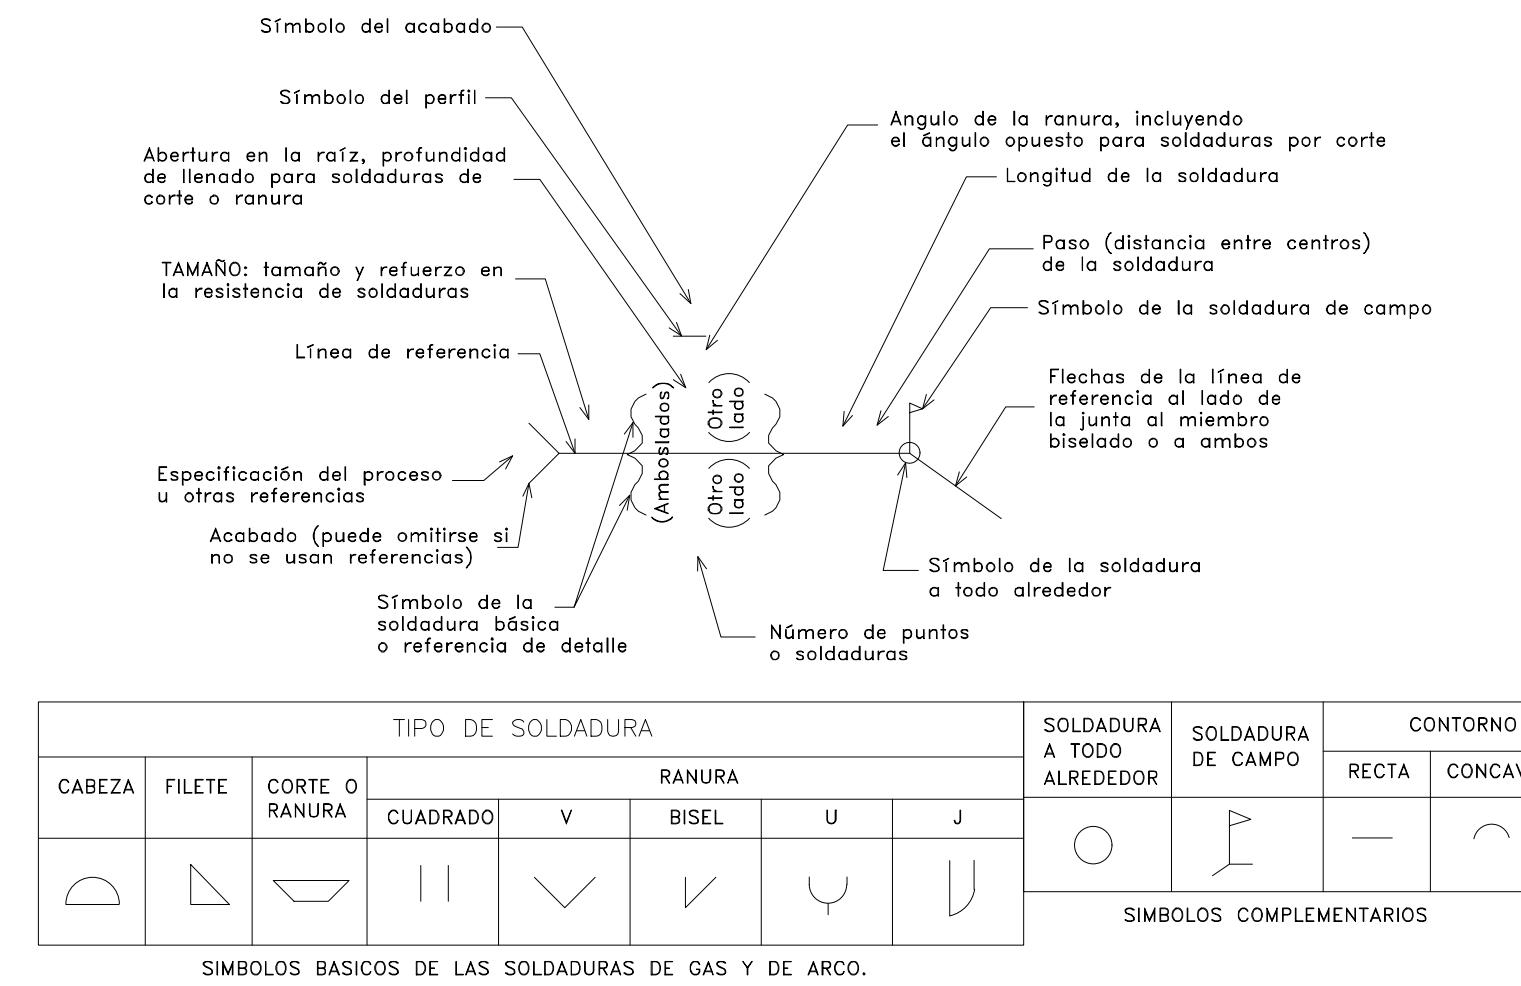 Símbolo del acabado
Símbolo del perfil
Abertura en la raíz, profundidad
de llenado para soldaduras de
corte o ranura
TAMAÑO: tamaño y refuerzo en
la resistencia de soldaduras
Línea de referencia
Especificación del proceso
u otras referencias
Acabado (puede omitirse si
no se usan referencias)
Símbolo de la
soldadura básica
o referencia de detalle
(Amboslados)
(Otro
lado)
(Otro
lado)
Angulo de la ranura, incluyendo
el ángulo opuesto para soldaduras por corte
Longitud de la soldadura
Paso (distancia entre centros)
de la soldadura
Símbolo de la soldadura de campo
Flechas de la línea de
referencia al lado de
la junta al miembro
biselado o a ambos
Símbolo de la soldadura
a todo alrededor
Número de puntos
o soldaduras
TIPO DE SOLDADURA
CABEZA
FILETE
CORTE O
RANURA
RANURA
CUADRADO
V
BISEL
U
J
SOLDADURA
A TODO
ALREDEDOR
SOLDADURA
DE CAMPO
CONTORNO
RECTA
CONCAV
SIMBOLOS COMPLEMENTARIOS
SIMBOLOS BASICOS DE LAS SOLDADURAS DE GAS Y DE ARCO.